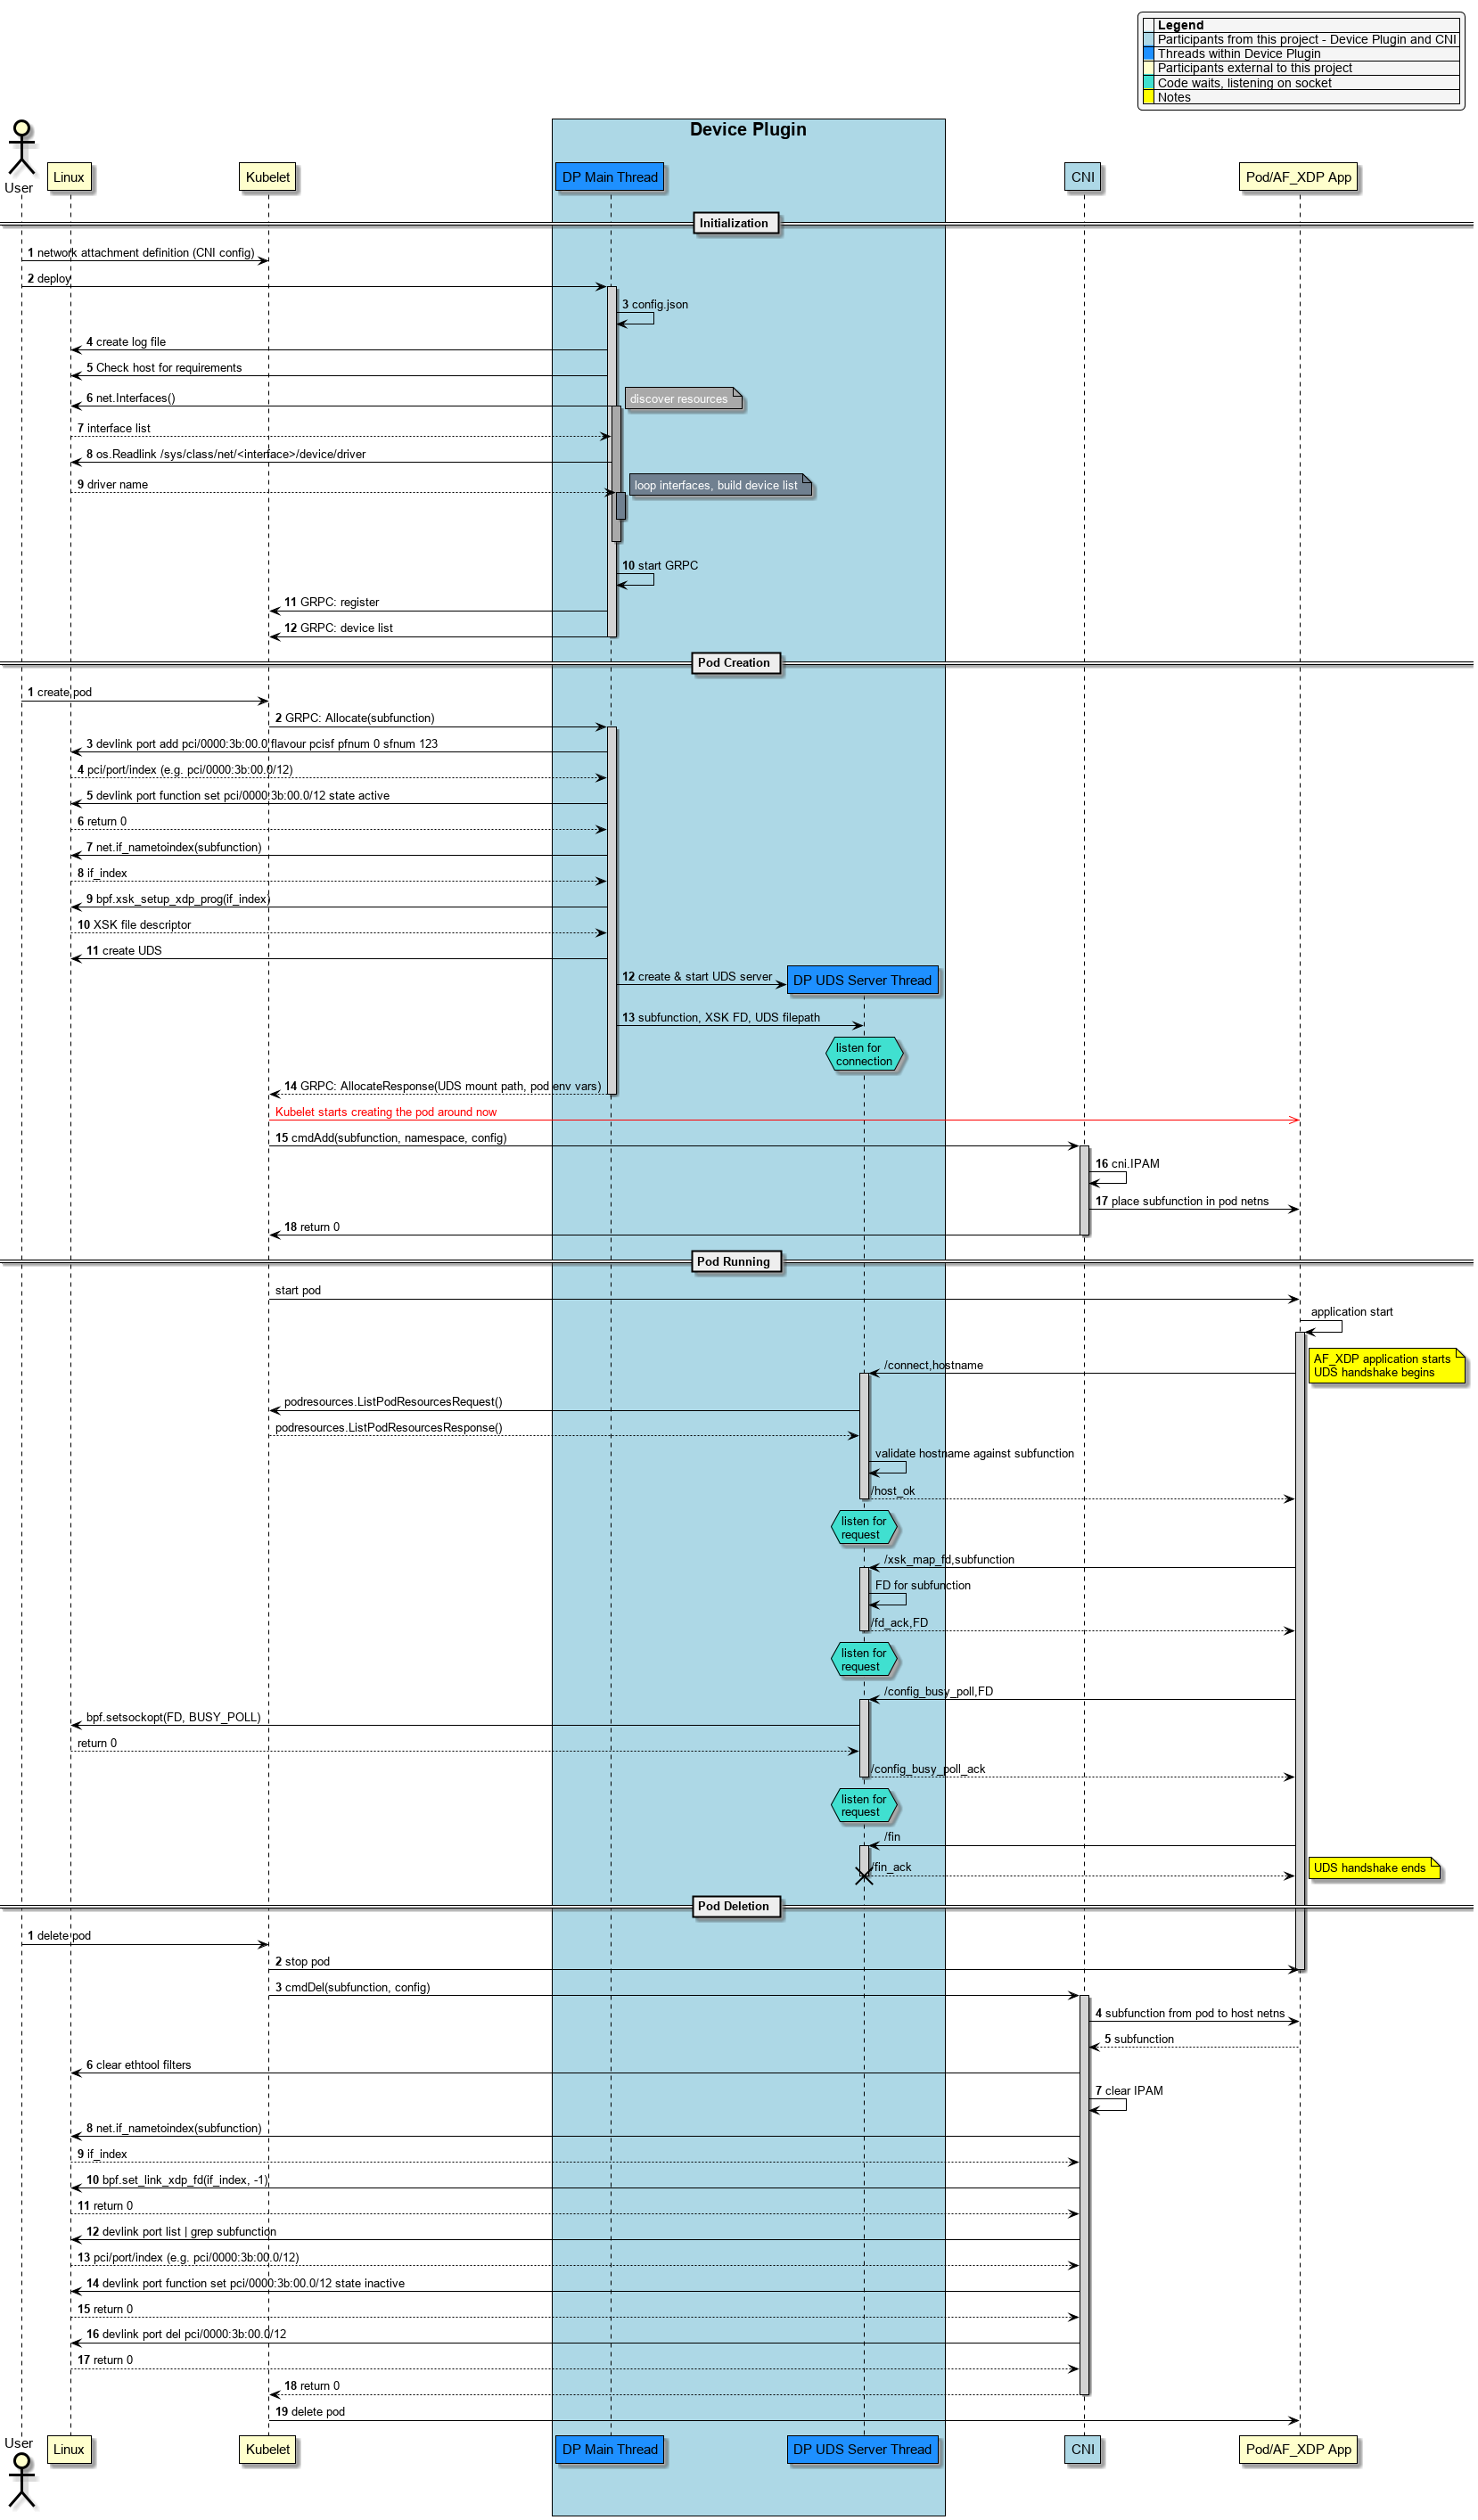 Legend
Participants from this project - Device Plugin and CNI
Threads within Device Plugin
Participants external to this project
Code waits, listening on socket
Notes
Device Plugin
User
Linux
Kubelet
DP Main Thread
CNI
Pod/AF_XDP App
Initialization
1 network attachment definition (CNI config)
2 deploy
3 config.json
4 create log file
5 Check host for requirements
6 net.Interfaces()
discover resources
7 interface list
8 os.Readlink /sys/class/net/<interface>/device/driver
9 driver name
loop interfaces, build device list
10 start GRPC
11 GRPC: register
12 GRPC: device list
Pod Creation
1 create pod
2 GRPC: Allocate(subfunction)
3 devlink port add pci/0000:3b:00.0 flavour pcisf pfnum 0 sfnum 123
4 pci/port/index (e.g. pci/0000:3b:00.0/12)
5 devlink port function set pci/0000:3b:00.0/12 state active
6 return 0
7 net.if_nametoindex(subfunction)
8 if_index
9 bpf.xsk_setup_xdp_prog(if_index)
10 XSK file descriptor
11 create UDS
12 create & start UDS server
DP UDS Server Thread
13 subfunction, XSK FD, UDS filepath
listen for
connection
14 GRPC: AllocateResponse(UDS mount path, pod env vars)
Kubelet starts creating the pod around now
15 cmdAdd(subfunction, namespace, config)
16 cni.IPAM
17 place subfunction in pod netns
18 return 0
Pod Running
start pod
application start
AF_XDP application starts
UDS handshake begins
/connect,hostname
podresources.ListPodResourcesRequest()
podresources.ListPodResourcesResponse()
validate hostname against subfunction
/host_ok
listen for
request
/xsk_map_fd,subfunction
FD for subfunction
/fd_ack,FD
listen for
request
/config_busy_poll,FD
bpf.setsockopt(FD, BUSY_POLL)
return 0
/config_busy_poll_ack
listen for
request
/fin
/fin_ack
UDS handshake ends
Pod Deletion
1 delete pod
2 stop pod
3 cmdDel(subfunction, config)
4 subfunction from pod to host netns
5 subfunction
6 clear ethtool filters
7 clear IPAM
8 net.if_nametoindex(subfunction)
9 if_index
10 bpf.set_link_xdp_fd(if_index, -1)
11 return 0
12 devlink port list | grep subfunction
13 pci/port/index (e.g. pci/0000:3b:00.0/12)
14 devlink port function set pci/0000:3b:00.0/12 state inactive
15 return 0
16 devlink port del pci/0000:3b:00.0/12
17 return 0
18 return 0
19 delete pod
User
Linux
Kubelet
DP Main Thread
DP UDS Server Thread
CNI
Pod/AF_XDP App